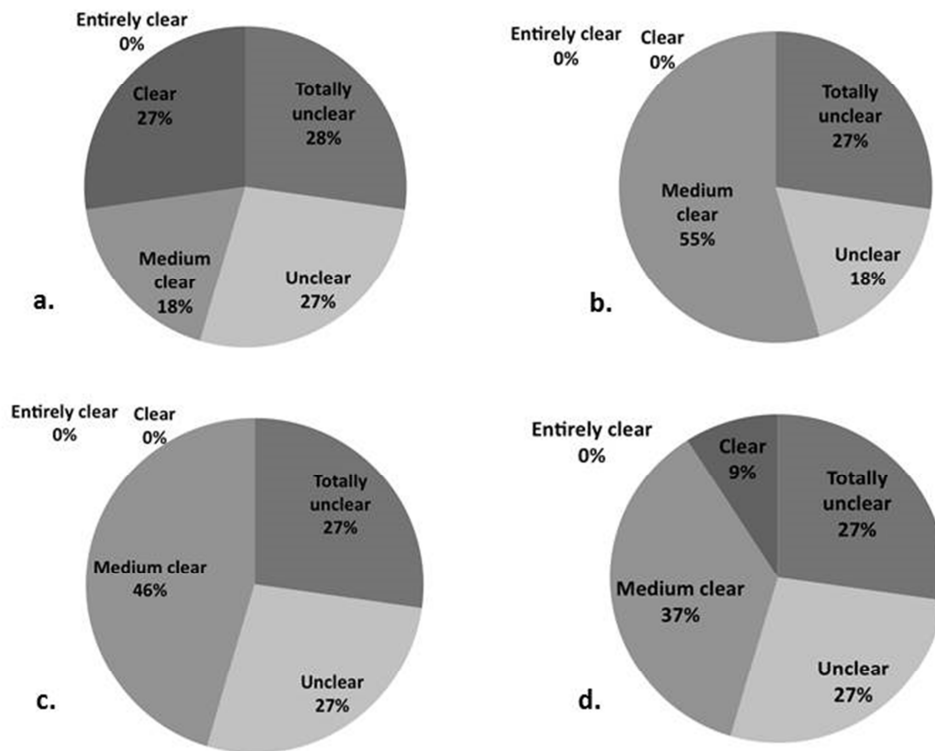 Entirely clear
0%
Clear
27%
Totally
unclear
28%
Medium
clear
18%
Unclear
27%
a.
Entirely clear
0%
Clear
0%
Totally
unclear
27%
Medium
clear
55%
Unclear
18%
b.
Entirely clear
0%
Clear
0%
Totally unclear
27%
Medium clear
46%
Unclear
27%
c.
Entirely clear
0%
Clear
9%
Totally
unclear
27%
Medium clear
37%
Unclear
27%
d.